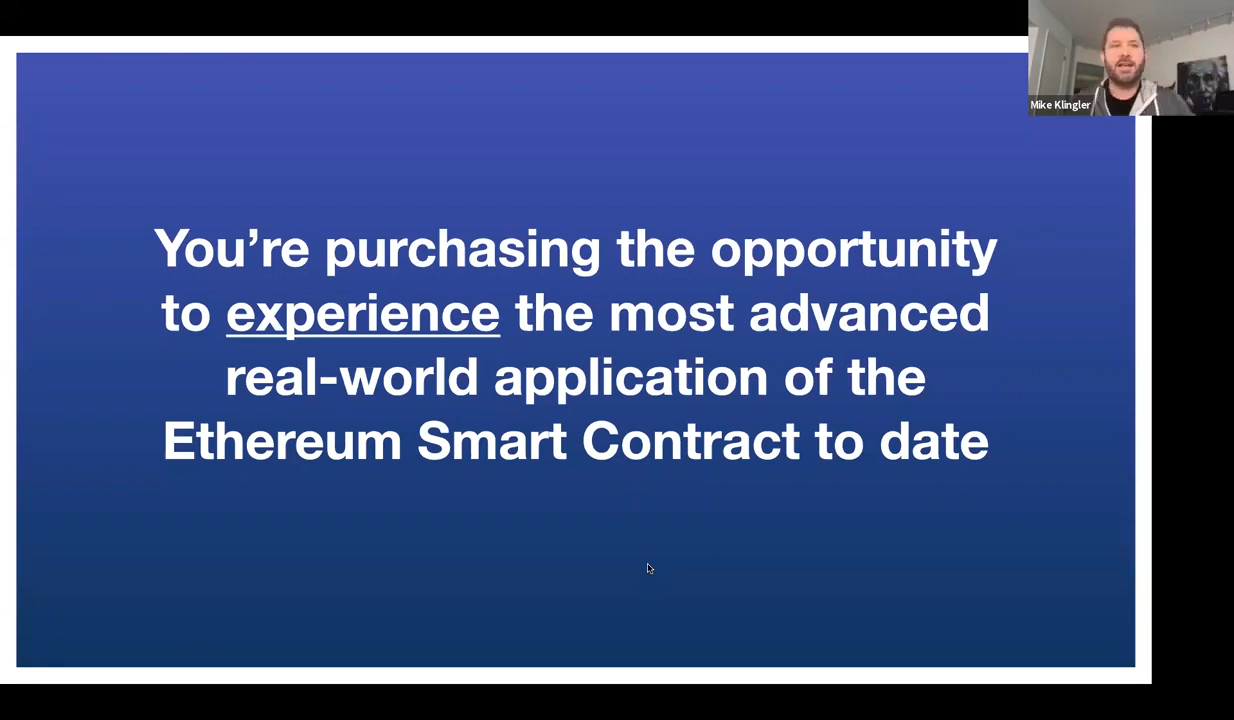 Mike Klingler
You’re purchasing the opportunity
to experience the most advanced
real-world application of the
Ethereum Smart Contract to date